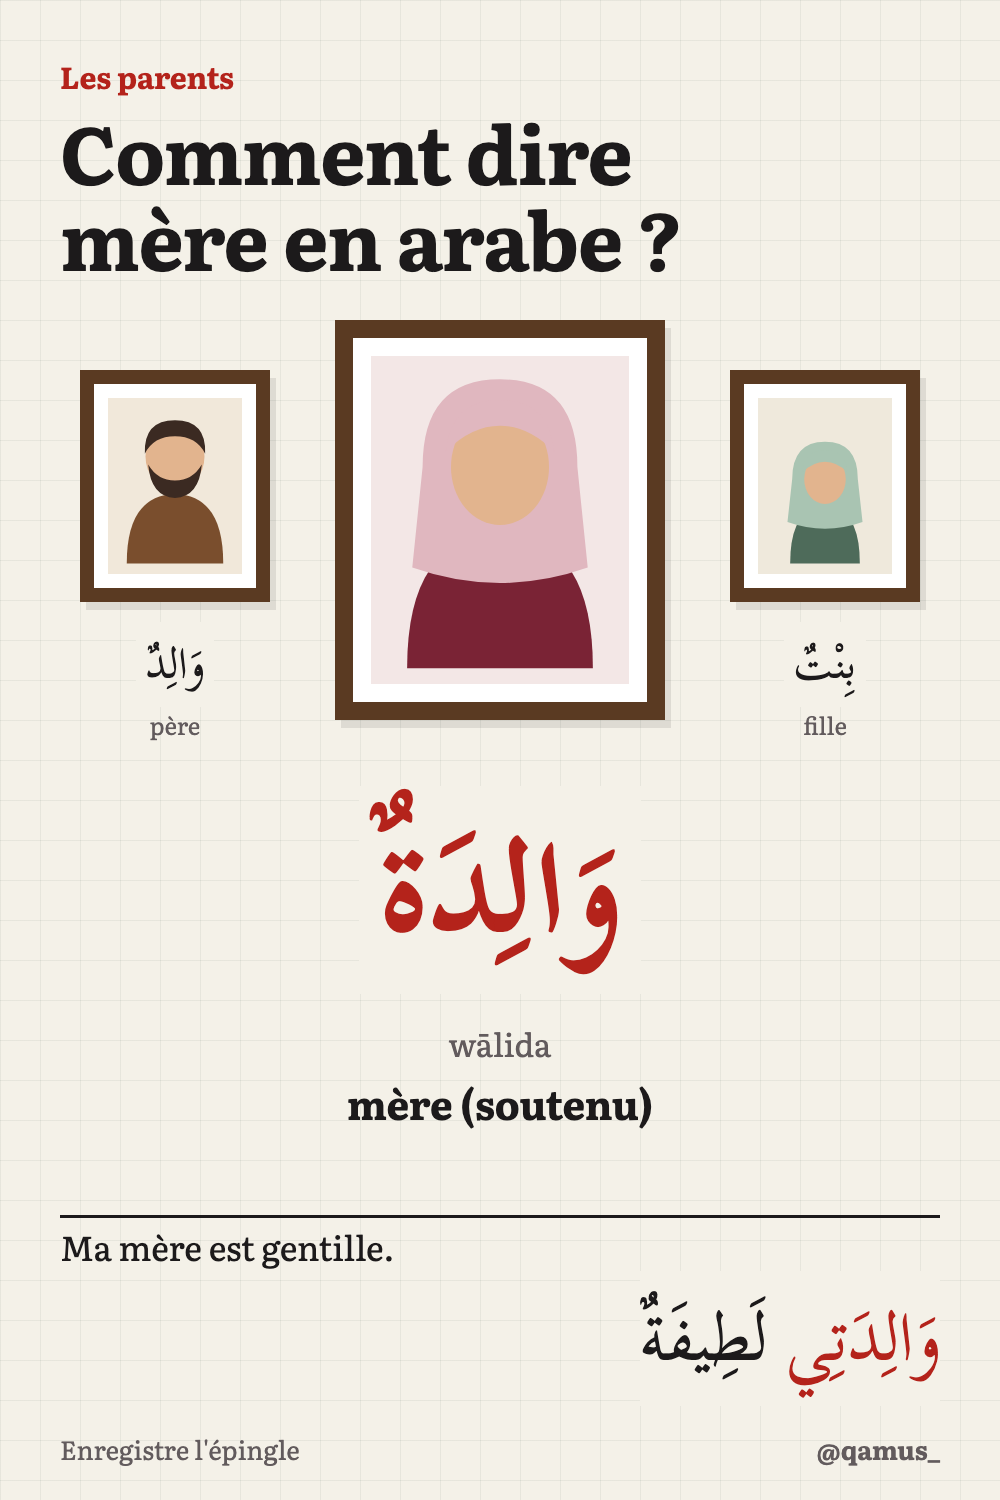 Les parents
Comment dire
mère en arabe ?
وَالِدٌ
père
بِنْتٌ
fille
وَالِدَةٌ
wālida
mère (soutenu)
Ma mère est gentille.
وَالِدَتِي لَطِيفَةٌ
Enregistre l'épingle
@qamus_